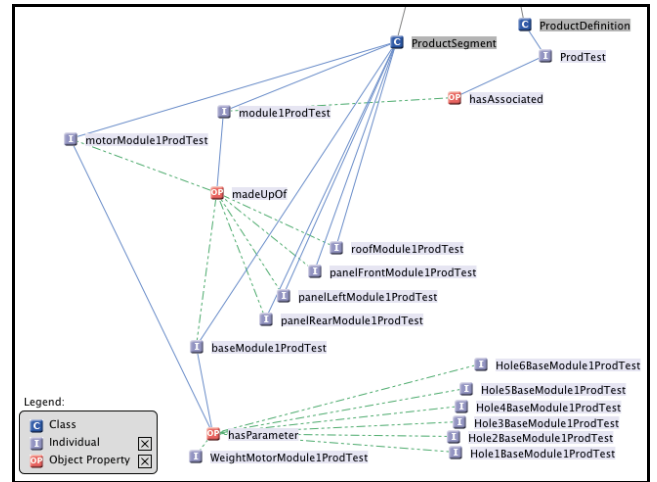 ProductDefinition
ProductSegment
ProdTest
hasAssociated
module1ProdTest
motorModule1ProdTest
madeUpOf
roofModule1ProdTest
panelFrontModule1ProdTest
panelLeftModule1ProdTest
panelRearModule1ProdTest
baseModule1ProdTest
Hole6BaseModule1ProdTest
Hole5BaseModule1ProdTest
Hole4BaseModule1ProdTest
Hole3BaseModule1ProdTest
hasParameter
Hole2BaseModule1ProdTest
Hole1BaseModule1ProdTest
WeightMotorModule1ProdTest
Legend:
C Class
I Individual
OP Object Property